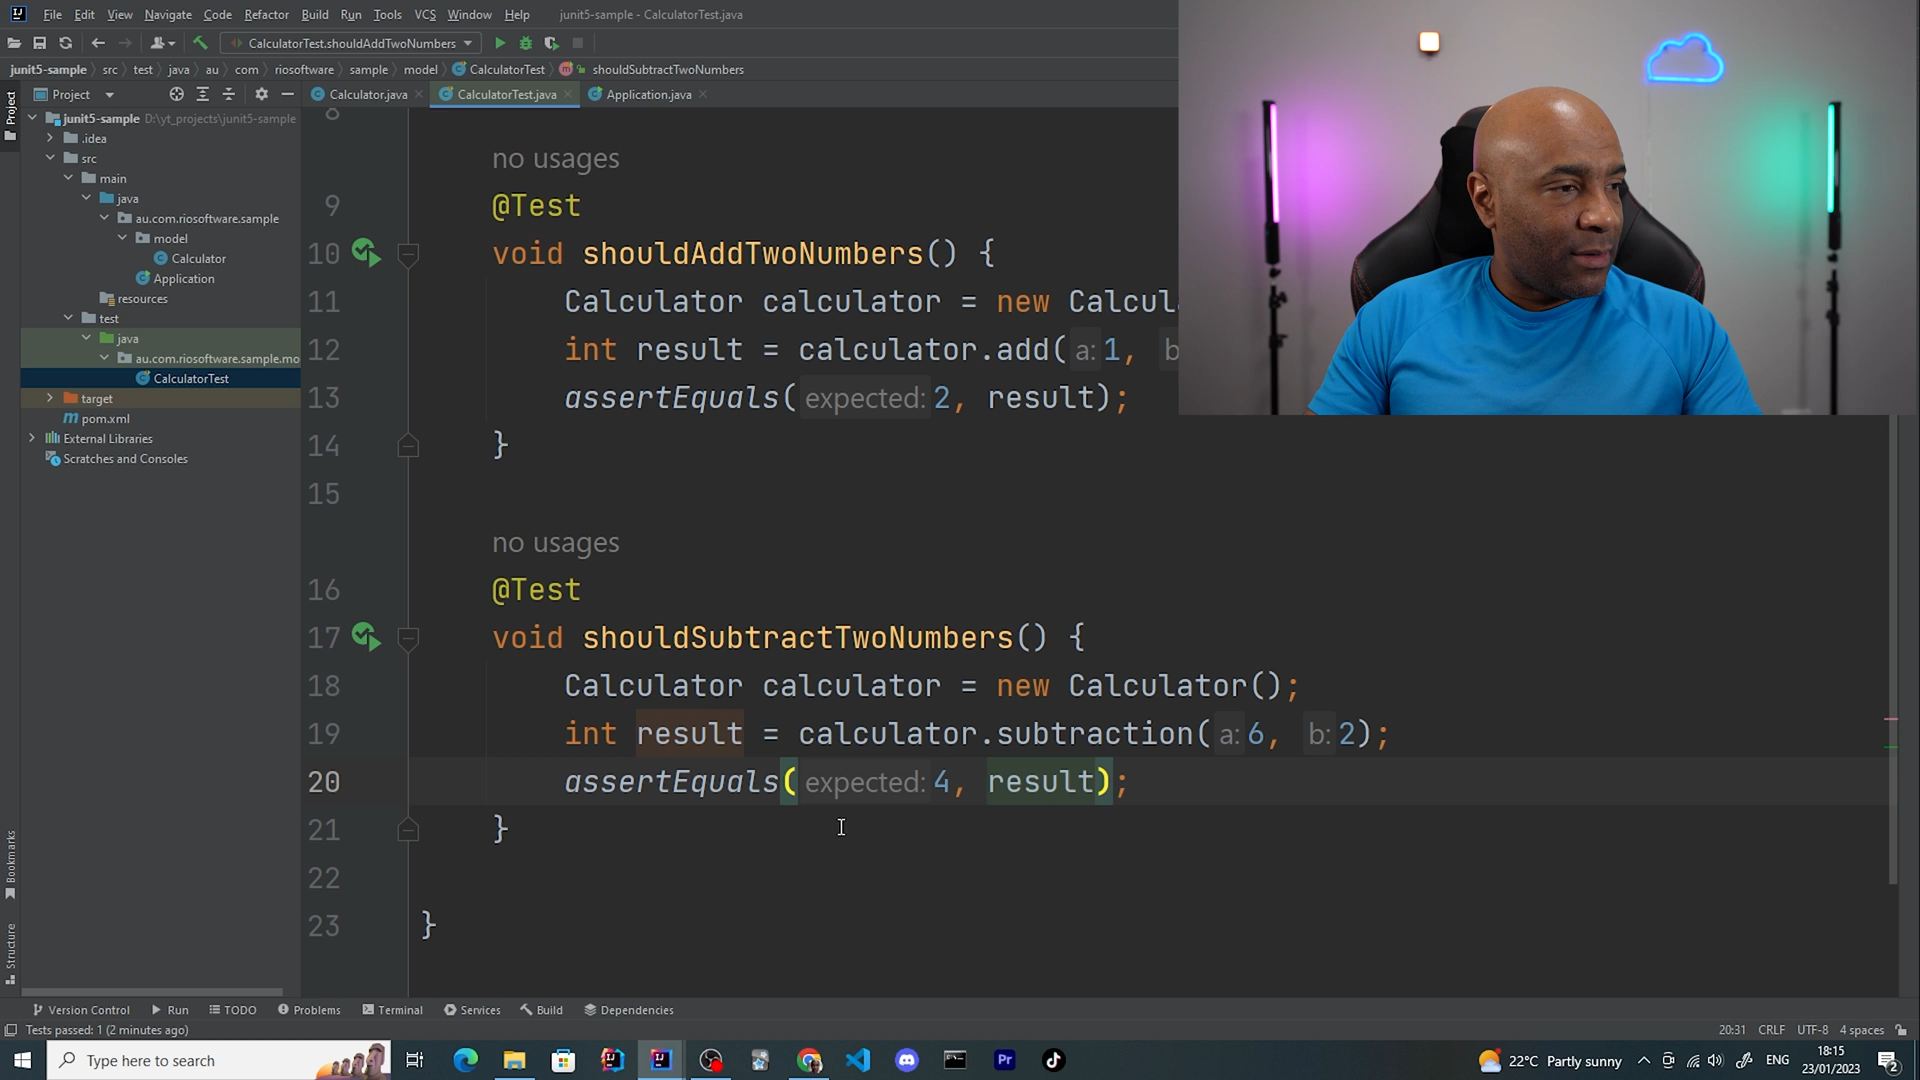 File Edit View Navigate Code Refactor Build Run Tools VCS Window Help junit5-sample - CalculatorTest.java
CalculatorTest.shouldAddTwoNumbers
junit5-sample src test java au com riosoftware sample model CalculatorTest shouldSubtractTwoNumbers
Project
Project
Calculator.java CalculatorTest.java Application.java
junit5-sample D:\yt_projects\junit5-sample
.idea
src
main
java
au.com.riosoftware.sample
model
Calculator
Application
resources
test
java
au.com.riosoftware.sample.mo
CalculatorTest
target
pom.xml
External Libraries
Scratches and Consoles
8
no usages
9 @Test
10 void shouldAddTwoNumbers() {
11 Calculator calculator = new Calcul
12 int result = calculator.add( a: 1, b
13 assertEquals( expected: 2, result);
14 }
15
no usages
16 @Test
17 void shouldSubtractTwoNumbers() {
18 Calculator calculator = new Calculator();
19 int result = calculator.subtraction( a: 6, b: 2);
20 assertEquals( expected: 4, result);
21 }
22
23 }
Bookmarks
Structure
Version Control Run TODO Problems Terminal Services Build Dependencies
Tests passed: 1 (2 minutes ago) 20:31 CRLF UTF-8 4 spaces
Type here to search Pr 22°C Partly sunny ENG 18:15
23/01/2023 2